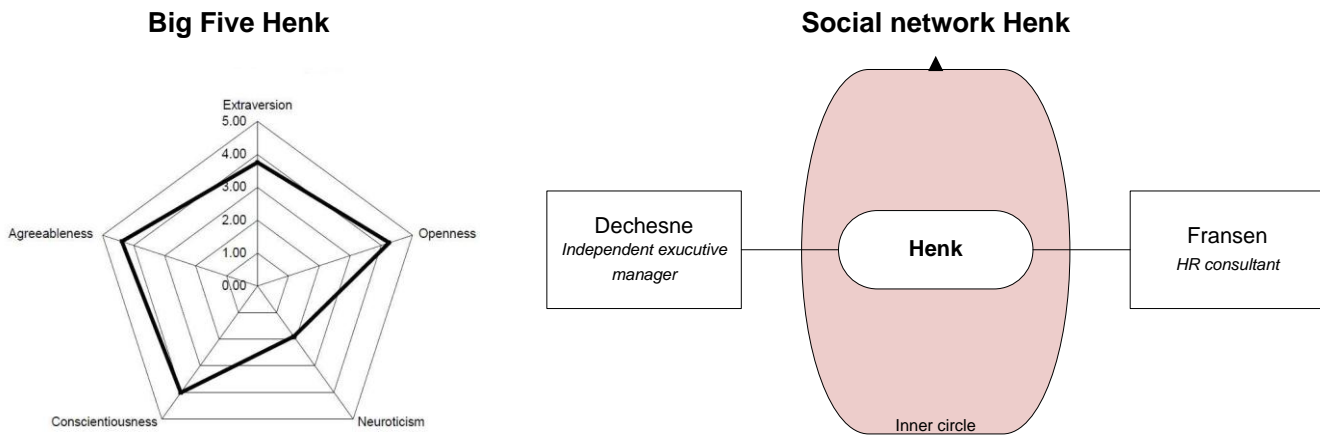 Big Five Henk
Extraversion
5.00
4.00
3.00
2.00
1.00
0.00
Agreeableness
Openness
Conscientiousness
Neuroticism
Social network Henk
Dechesne
Independent exucutive
manager
Henk
Fransen
HR consultant
Inner circle